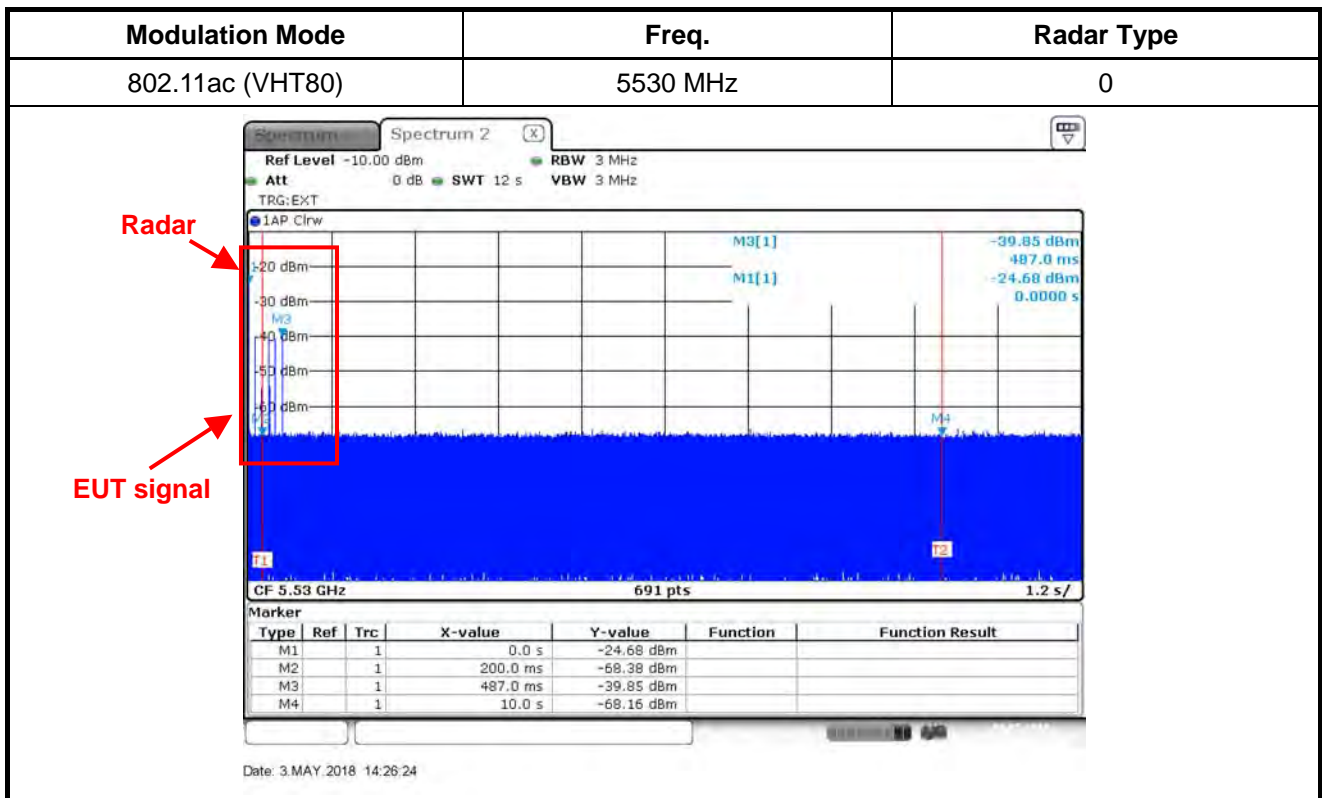 Modulation Mode Freq. Radar Type
802.11ac (VHT80) 5530 MHz 0
Spectrum Spectrum 2 X
Ref Level -10.00 dBm RBW 3 MHz
Att 0 dB SWT 12 s VBW 3 MHz
TRG:EXT
1AP Clrw
Radar
M3[1] -39.85 dBm
487.0 ms
-20 dBm
M1[1] -24.68 dBm
0.0000 s
-30 dBm
M3
-40 dBm
-50 dBm
-60 dBm
M4
EUT signal
T1
T2
CF 5.53 GHz 691 pts 1.2 s/
Marker
Type Ref Trc X-value Y-value Function Function Result
M1 1 0.0 s -24.68 dBm
M2 1 200.0 ms -68.38 dBm
M3 1 487.0 ms -39.85 dBm
M4 1 10.0 s -68.16 dBm
Date: 3.MAY.2018 14:26:24